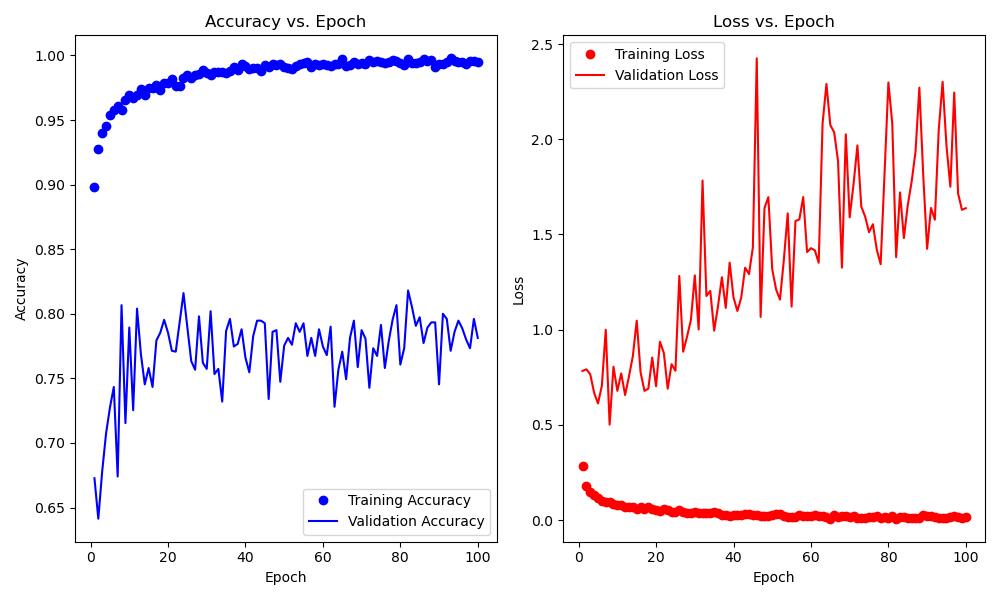 Accuracy vs. Epoch
1.00
0.95
0.90
0.85
0.80
0.75
0.70
0.65
Accuracy
0
20
40
60
80
100
Epoch
Training Accuracy
Validation Accuracy
Loss vs. Epoch
2.5
2.0
1.5
1.0
0.5
0.0
Loss
0
20
40
60
80
100
Epoch
Training Loss
Validation Loss